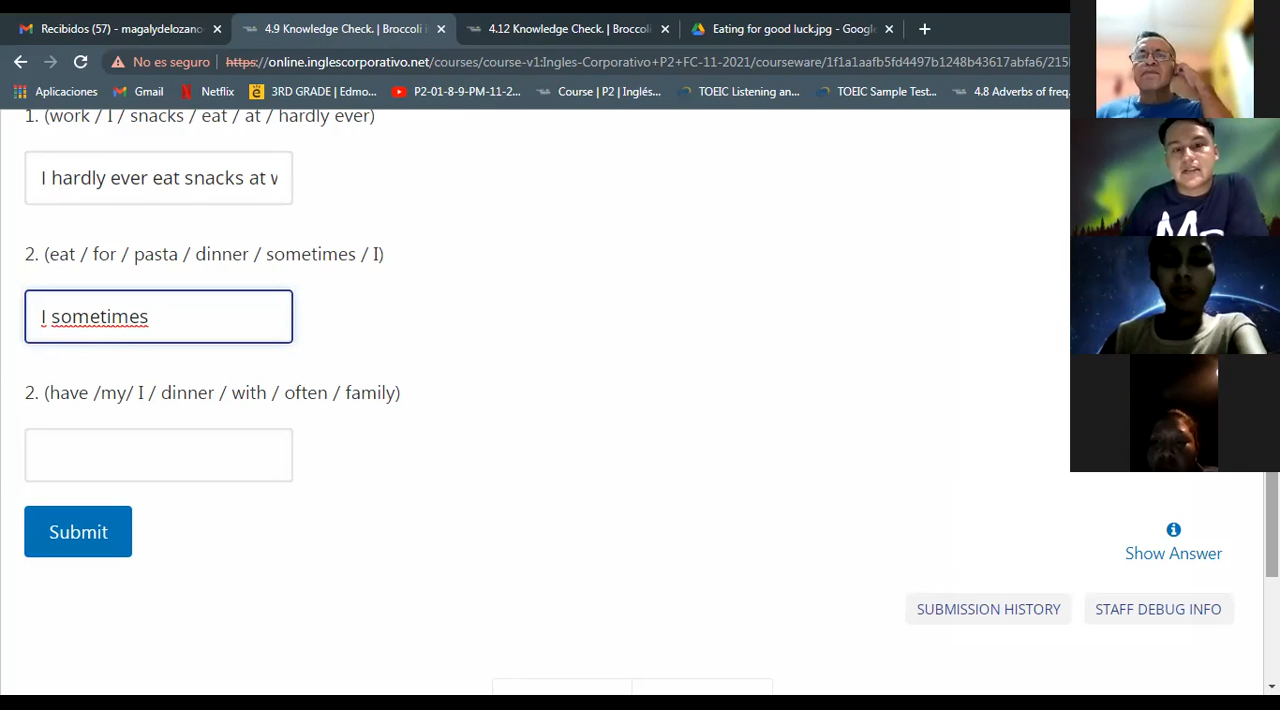 Recibidos (57) - magalydelozano
4.9 Knowledge Check. | Broccoli
4.12 Knowledge Check. | Broccoli
Eating for good luck.jpg - Google
No es seguro
https://online.inglescorporativo.net/courses/course-v1:Ingles-Corporativo+P2+FC-11-2021/courseware/1f1a1aafb5fd4497b1248b43617abfa6/215
Aplicaciones
Gmail
Netflix
3RD GRADE | Edmo...
P2-01-8-9-PM-11-2...
Course | P2 | Inglés...
TOEIC Listening an...
TOEIC Sample Test...
4.8 Adverbs of freq
1. (work / I / snacks / eat / at / hardly ever)
I hardly ever eat snacks at
2. (eat / for / pasta / dinner / sometimes / I)
I sometimes
2. (have /my/ I / dinner / with / often / family)
Submit
Show Answer
SUBMISSION HISTORY
STAFF DEBUG INFO